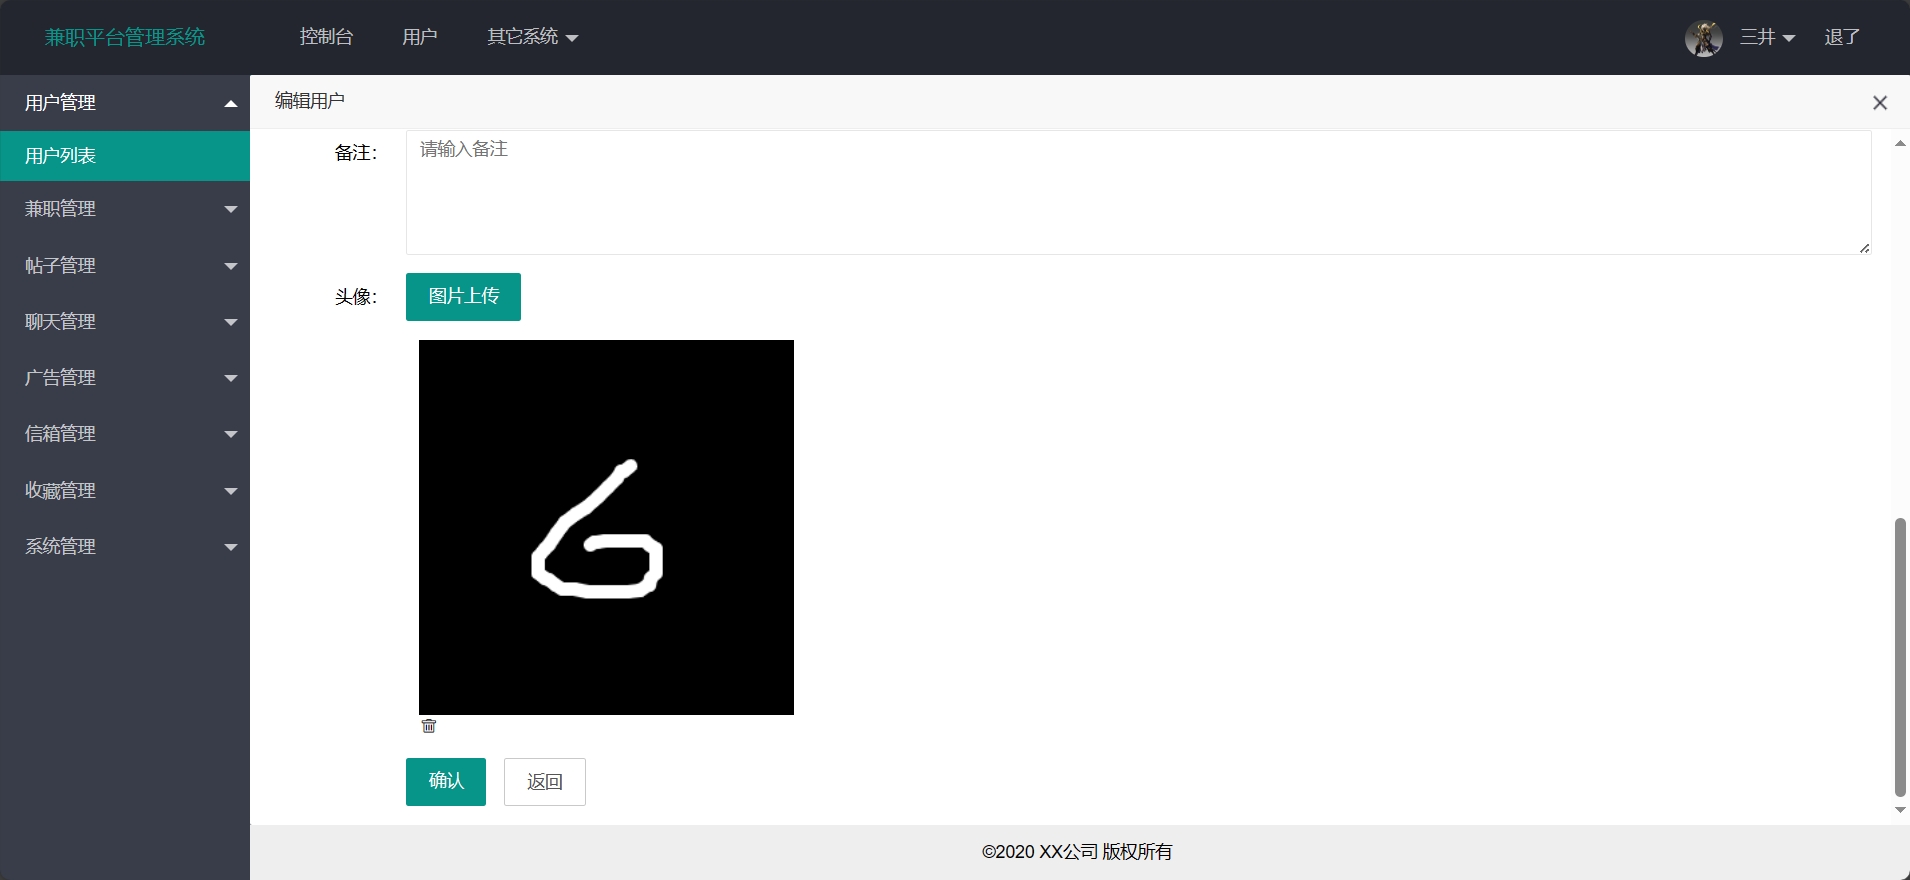 兼职平台管理系统 控制台 用户 其它系统 三井 退了
用户管理
用户列表
兼职管理
帖子管理
聊天管理
广告管理
信箱管理
收藏管理
系统管理
编辑用户
备注： 请输入备注
头像： 图片上传
6
确认 返回
©2020 XX公司 版权所有